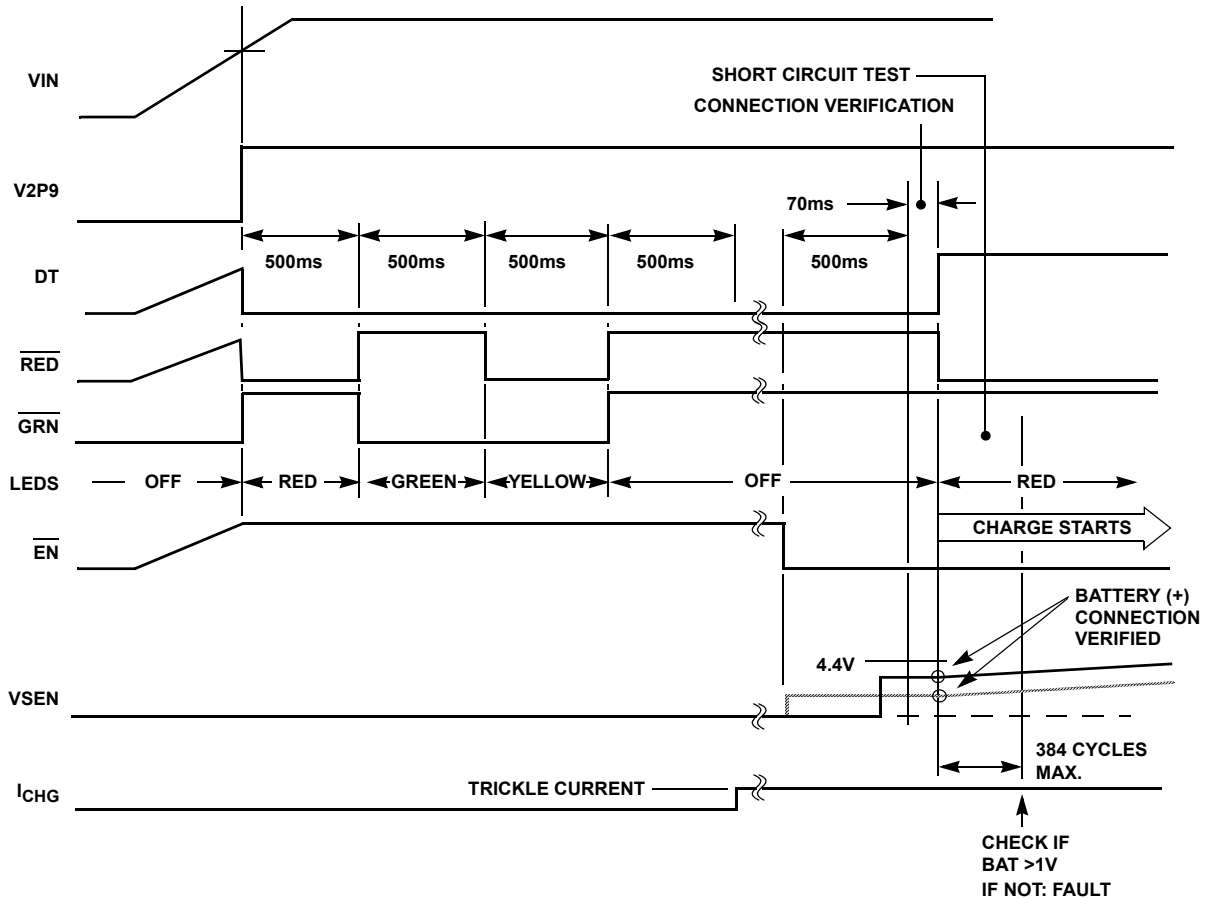 VIN
SHORT CIRCUIT TEST
CONNECTION VERIFICATION
V2P9
70ms
500ms 500ms 500ms 500ms 500ms
DT
RED
GRN
LEDS OFF RED GREEN YELLOW OFF RED
CHARGE STARTS
EN
BATTERY (+)
CONNECTION
VERIFIED
4.4V
VSEN
384 CYCLES
MAX.
ICHG
TRICKLE CURRENT
CHECK IF
BAT >1V
IF NOT: FAULT